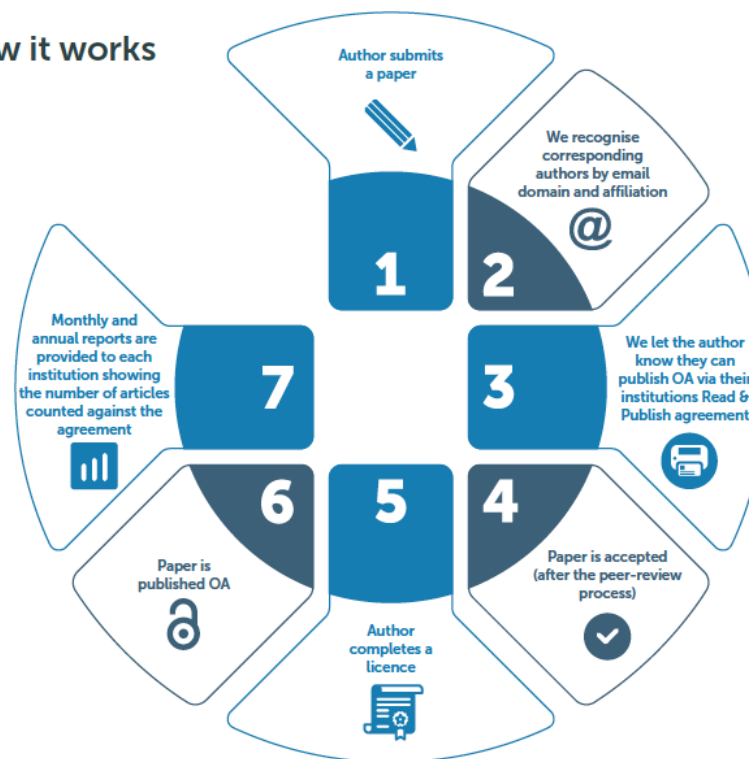 w it works
Author submits
a paper
1
We recognise
corresponding
authors by email
domain and affiliation
@
2
We let the author
know they can
publish OA via their
institutions Read &
Publish agreement
3
4
Paper is accepted
(after the peer-review
process)
5
Author
completes a
licence
6
Paper is
published OA
7
Monthly and
annual reports are
provided to each
institution showing
the number of articles
counted against the
agreement